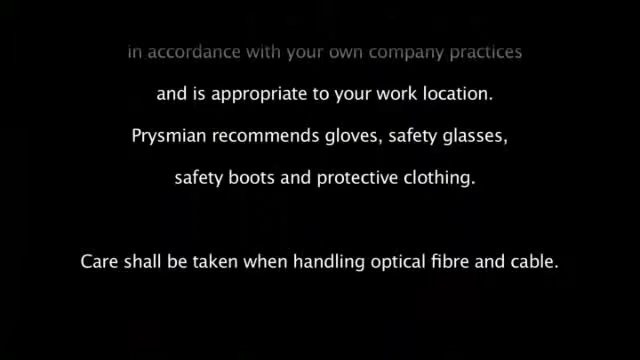 in accordance with your own company practices
and is appropriate to your work location.
Prysmian recommends gloves, safety glasses,
safety boots and protective clothing.
Care shall be taken when handling optical fibre and cable.